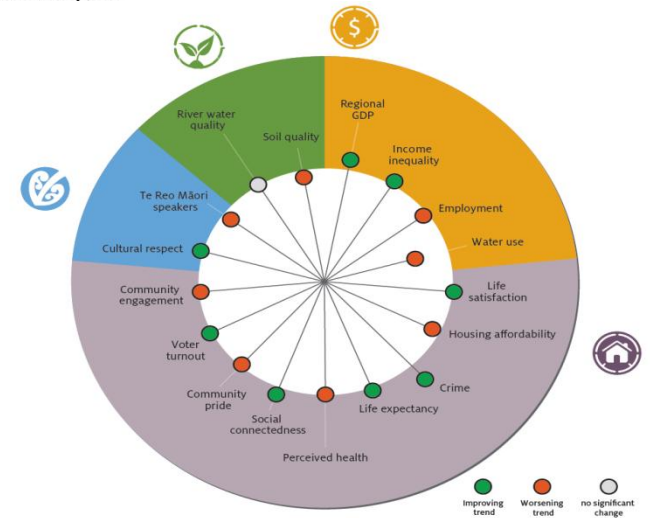 $
Regional
GDP
River water
quality
Soil quality
Income
inequality
Te Reo Māori
speakers
Employment
Water use
Cultural respect
Community
engagement
Life
satisfaction
Housing affordability
Voter
turnout
Crime
Community
pride
Life expectancy
Social
connectedness
Perceived health
Improving
trend
Worsening
trend
no significant
change